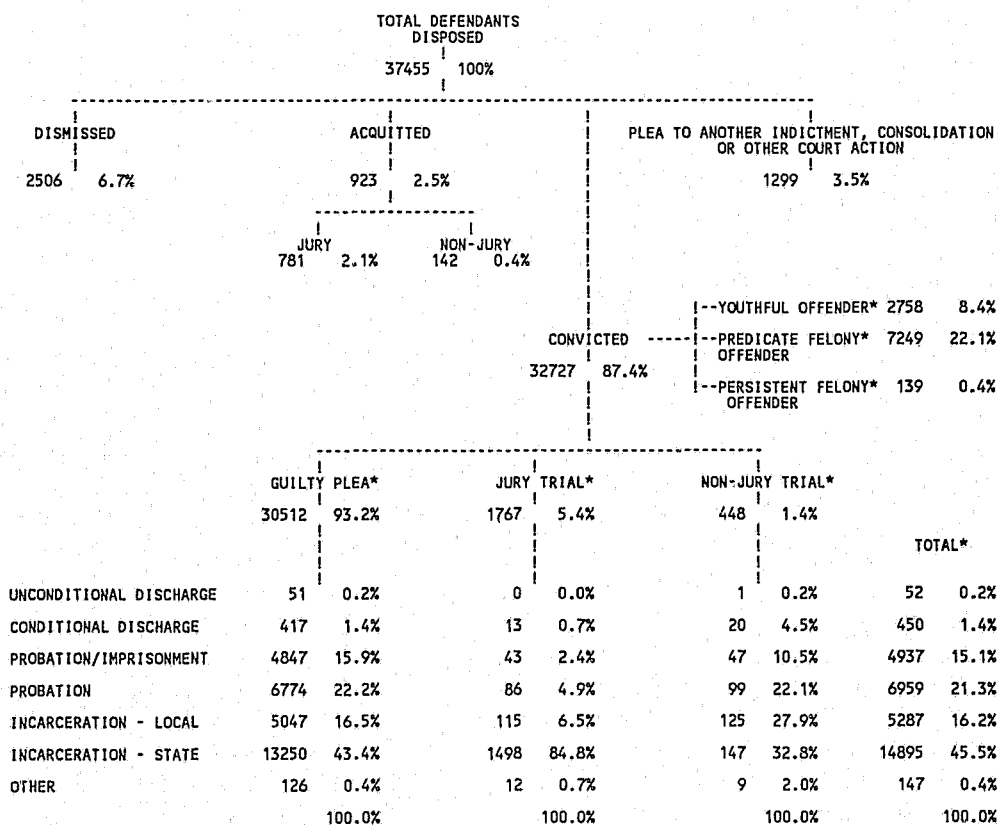 TOTAL DEFENDANTS
DISPOSED
37455 100%
DISMISSED ACQUITTED PLEA TO ANOTHER INDICTMENT, CONSOLIDATION
OR OTHER COURT ACTION
2506 6.7% 923 2.5% 1299 3.5%
JURY NON-JURY
781 2.1% 142 0.4%
--YOUTHFUL OFFENDER* 2758 8.4%
CONVICTED ----- --PREDICATE FELONY* 7249 22.1%
OFFENDER
32727 87.4%
--PERSISTENT FELONY* 139 0.4%
OFFENDER
GUILTY PLEA* JURY TRIAL* NON-JURY TRIAL*
30512 93.2% 1767 5.4% 448 1.4%
TOTAL*
UNCONDITIONAL DISCHARGE 51 0.2% 0 0.0% 1 0.2% 52 0.2%
CONDITIONAL DISCHARGE 417 1.4% 13 0.7% 20 4.5% 450 1.4%
PROBATION/IMPRISONMENT 4847 15.9% 43 2.4% 47 10.5% 4937 15.1%
PROBATION 6774 22.2% 86 4.9% 99 22.1% 6959 21.3%
INCARCERATION - LOCAL 5047 16.5% 115 6.5% 125 27.9% 5287 16.2%
INCARCERATION - STATE 13250 43.4% 1498 84.8% 147 32.8% 14895 45.5%
OTHER 126 0.4% 12 0.7% 9 2.0% 147 0.4%
100.0% 100.0% 100.0% 100.0%